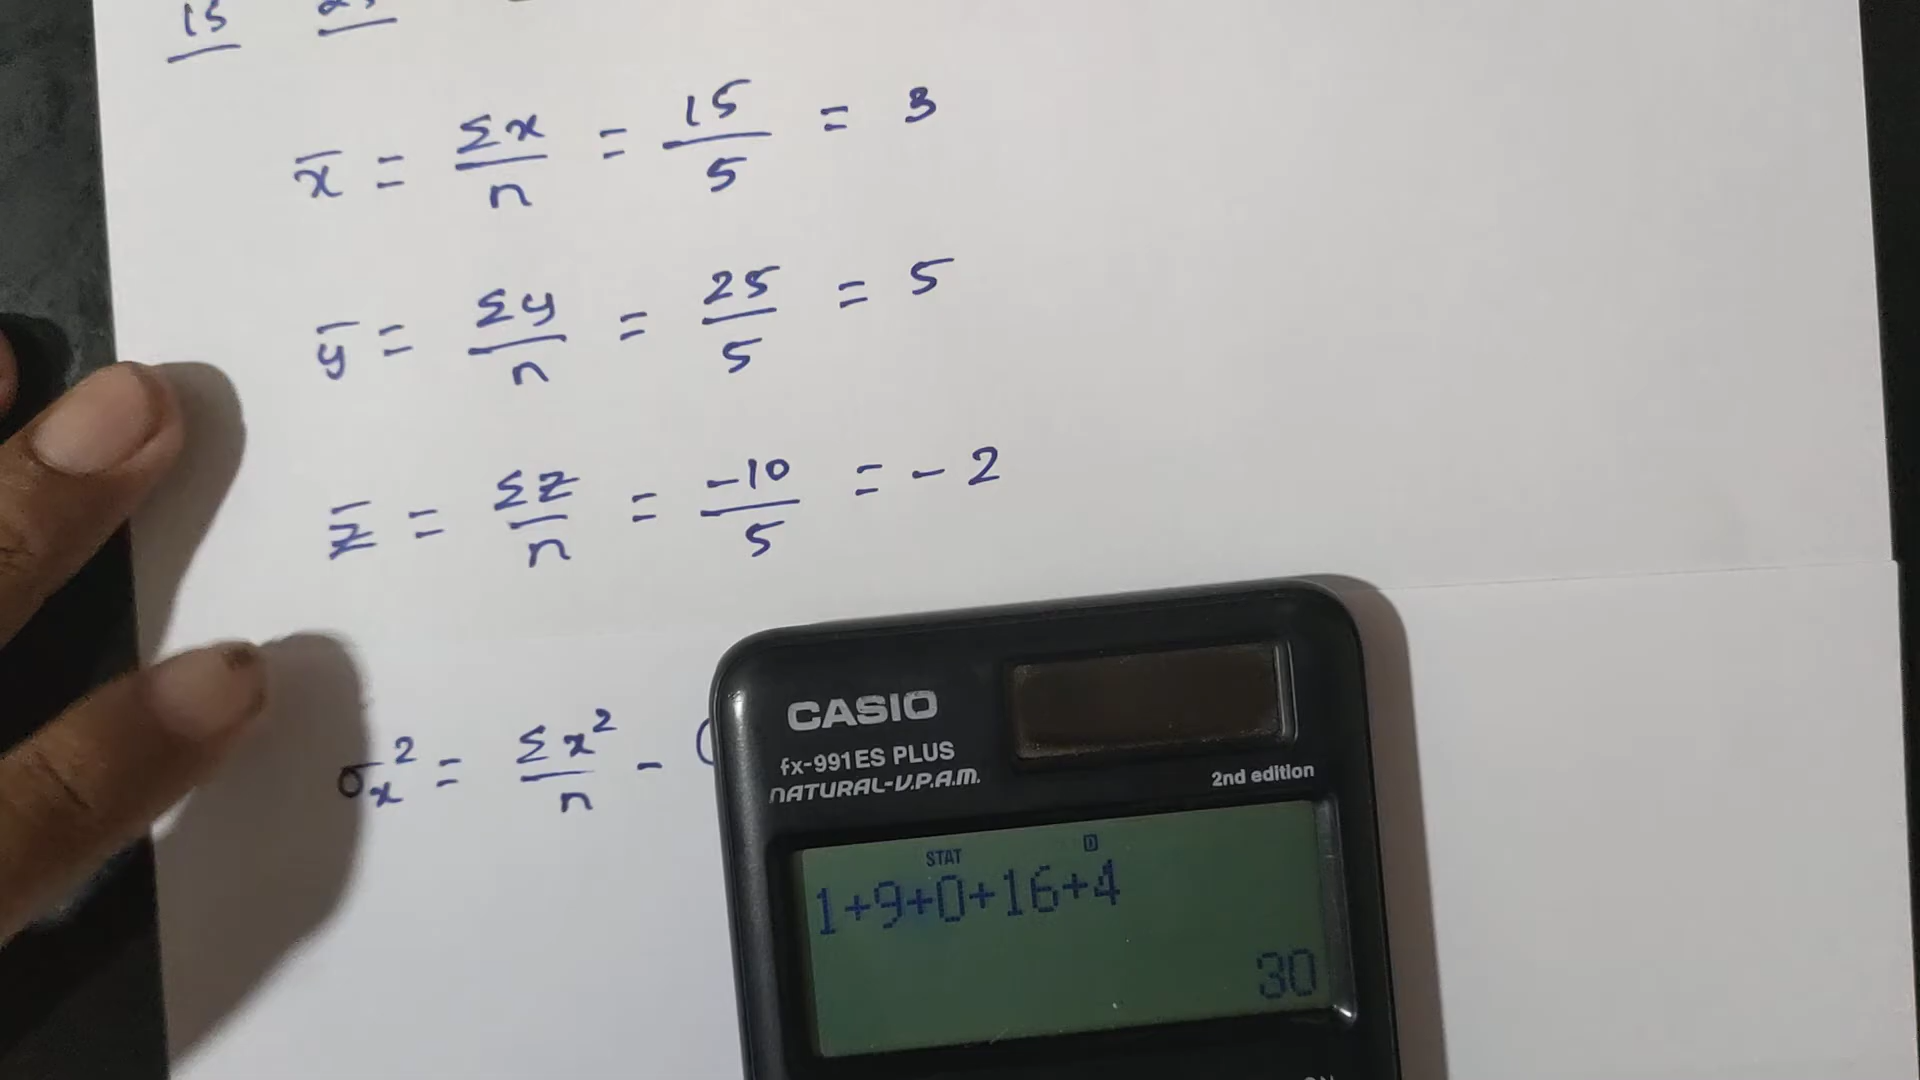 15
x̄ = Σx/n = 15/5 = 3
ȳ = Σy/n = 25/5 = 5
z̄ = Σz/n = -10/5 = -2
σx² = Σx²/n - (
CASIO
fx-991ES PLUS
NATURAL-V.P.A.M.
2nd edition
STAT D
1+9+0+16+4
30